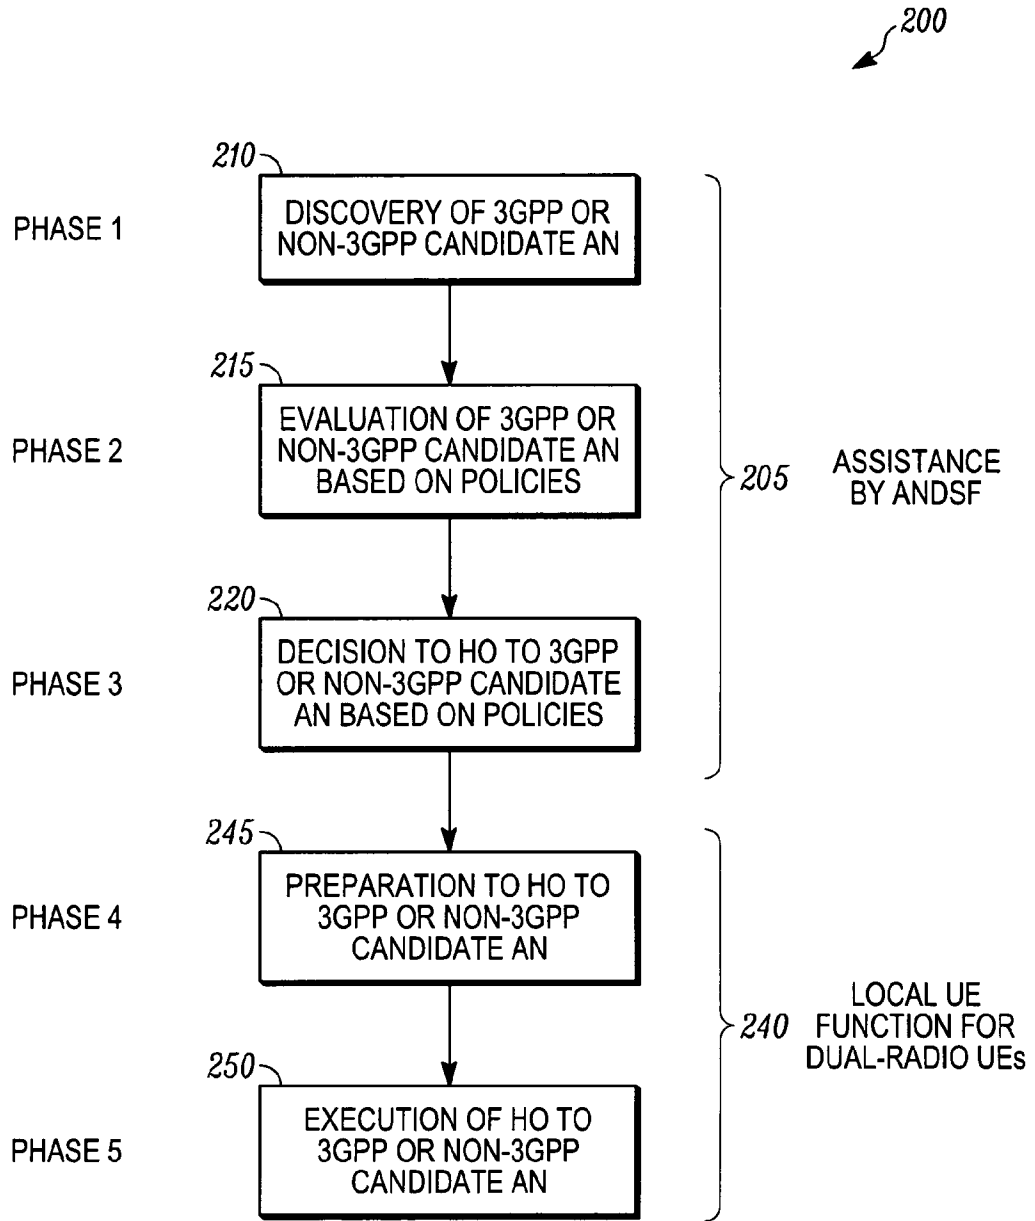 200
210
PHASE 1
DISCOVERY OF 3GPP OR
NON-3GPP CANDIDATE AN
215
PHASE 2
EVALUATION OF 3GPP OR
NON-3GPP CANDIDATE AN
BASED ON POLICIES
205
ASSISTANCE
BY ANDSF
220
PHASE 3
DECISION TO HO TO 3GPP
OR NON-3GPP CANDIDATE
AN BASED ON POLICIES
245
PHASE 4
PREPARATION TO HO TO
3GPP OR NON-3GPP
CANDIDATE AN
240
LOCAL UE
FUNCTION FOR
DUAL-RADIO UEs
250
PHASE 5
EXECUTION OF HO TO
3GPP OR NON-3GPP
CANDIDATE AN